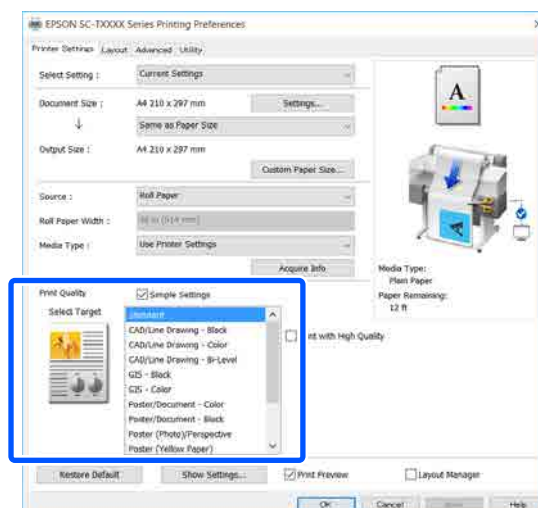 EPSON SC-TXXXX Series Printing Preferences
Printer Settings Layout Advanced Utility
Select Setting : Current Settings
Document Size : A4 210 x 297 mm Settings...
Same as Paper Size
Output Size : A4 210 x 297 mm
Custom Paper Size...
Source : Roll Paper
Roll Paper Width :
Media Type : Use Printer Settings
Acquire Info
Media Type:
Plain Paper
Paper Remaining:
12 ft
Print Quality Simple Settings
Select Target
Standard
CAD/Line Drawing - Black
CAD/Line Drawing - Color
CAD/Line Drawing - Bi-Level
GIS - Black
GIS - Color
Poster/Document - Color
Poster/Document - Black
Poster (Photo)/Perspective
Poster (Yellow Paper)
nt with High Quality
Restore Default Show Settings... Print Preview Layout Manager
OK Cancel Help